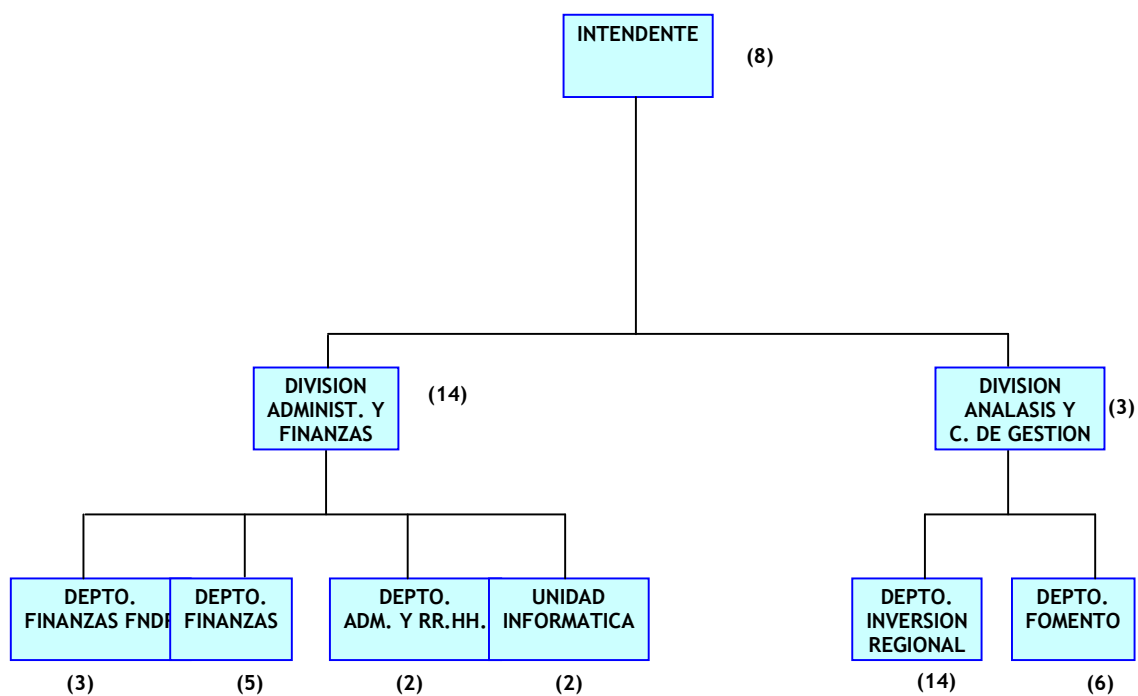 INTENDENTE
(8)
DIVISION
ADMINIST. Y
FINANZAS
(14)
DIVISION
ANALASIS Y
C. DE GESTION
(3)
DEPTO.
FINANZAS FNDR
DEPTO.
FINANZAS
DEPTO.
ADM. Y RR.HH.
UNIDAD
INFORMATICA
DEPTO.
INVERSION
REGIONAL
DEPTO.
FOMENTO
(3)
(5)
(2)
(2)
(14)
(6)